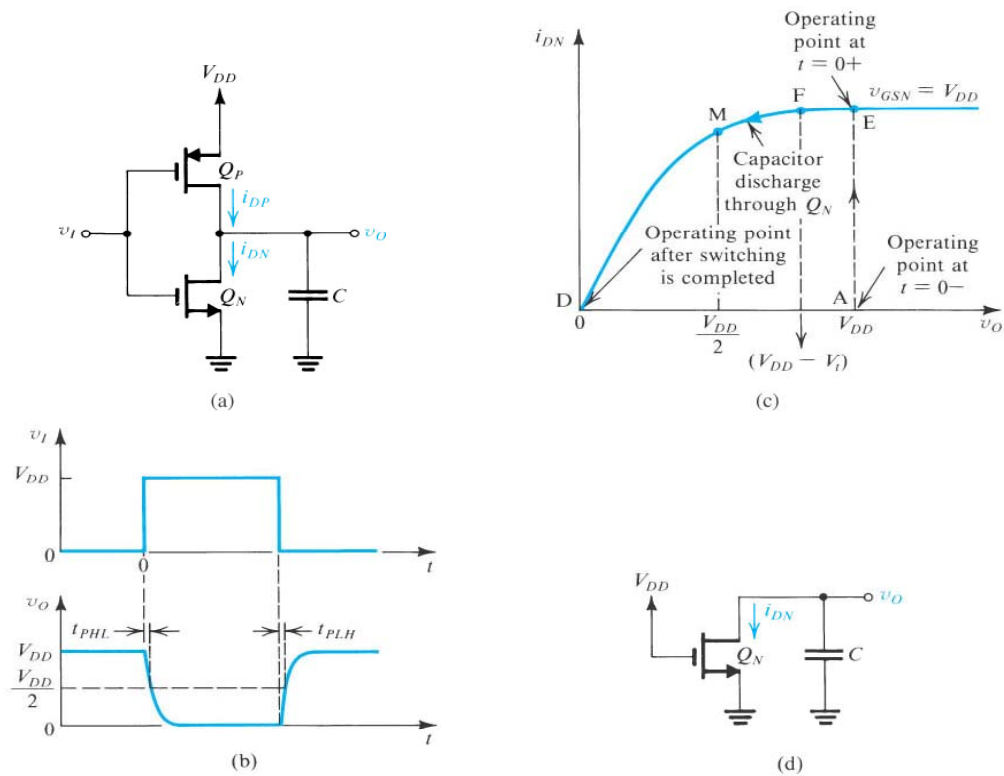 V_DD
Q_P
i_DP
v_I
v_O
i_DN
Q_N
C
(a)
i_DN
Operating
point at
t = 0+
v_GSN = V_DD
M
F
E
Capacitor
discharge
through Q_N
Operating point
after switching
is completed
Operating
point at
t = 0−
D
A
0
V_DD
2
V_DD
v_O
(V_DD − V_t)
(c)
v_I
V_DD
0
0
t
v_O
t_PHL
t_PLH
V_DD
V_DD
2
0
t
(b)
V_DD
i_DN
v_O
Q_N
C
(d)